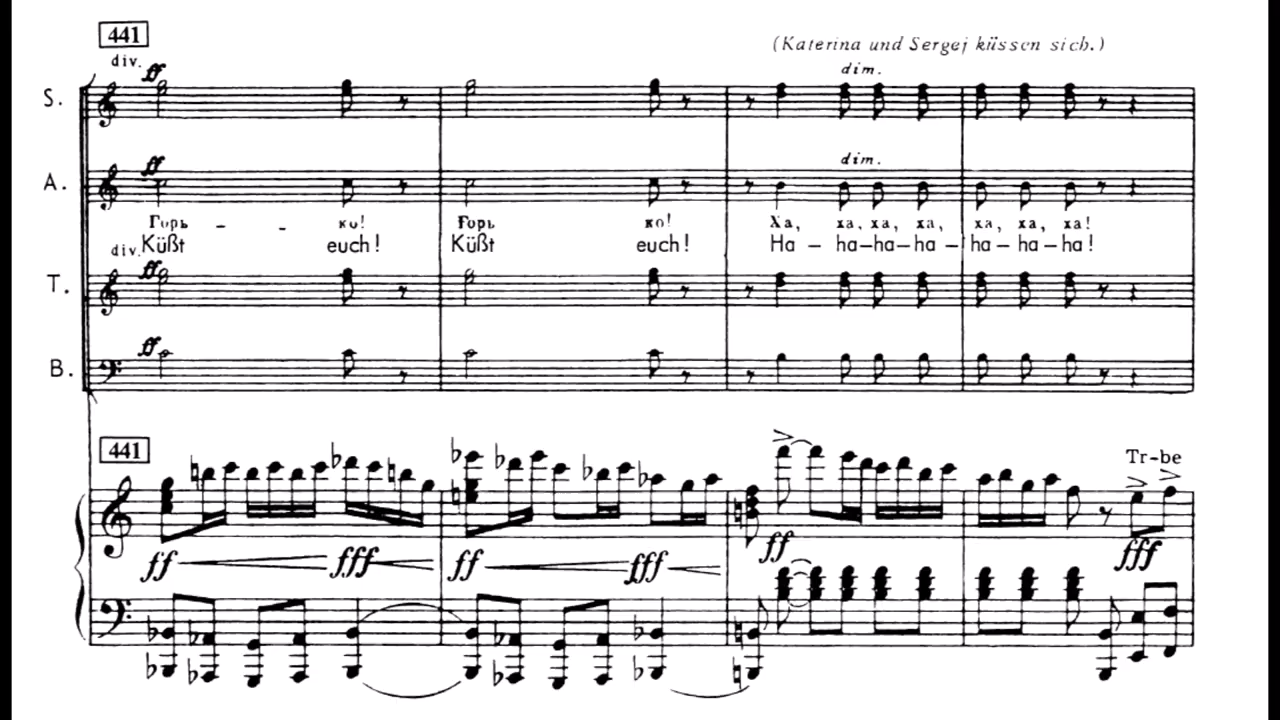 441
(Katerina und Sergej küssen sich.)
div. ff dim.
S.
ff dim.
A.
Горь - - ко! Горь ко! Ха, ха, ха, ха, ха, ха, ха!
div. Küßt euch! Küßt euch! Ha – ha–ha–ha – ha – ha – ha!
ff
T.
ff
B.
441
Tr-be
ff fff ff fff ff fff